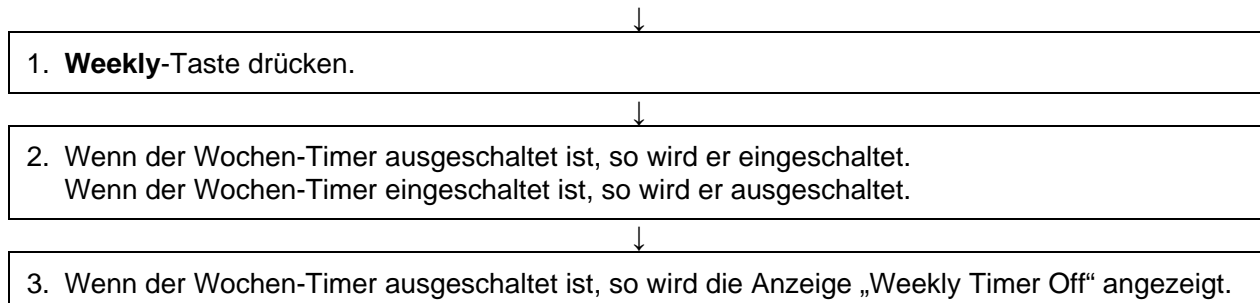 ↓
1. Weekly-Taste drücken.
↓
2. Wenn der Wochen-Timer ausgeschaltet ist, so wird er eingeschaltet.
Wenn der Wochen-Timer eingeschaltet ist, so wird er ausgeschaltet.
↓
3. Wenn der Wochen-Timer ausgeschaltet ist, so wird die Anzeige „Weekly Timer Off“ angezeigt.